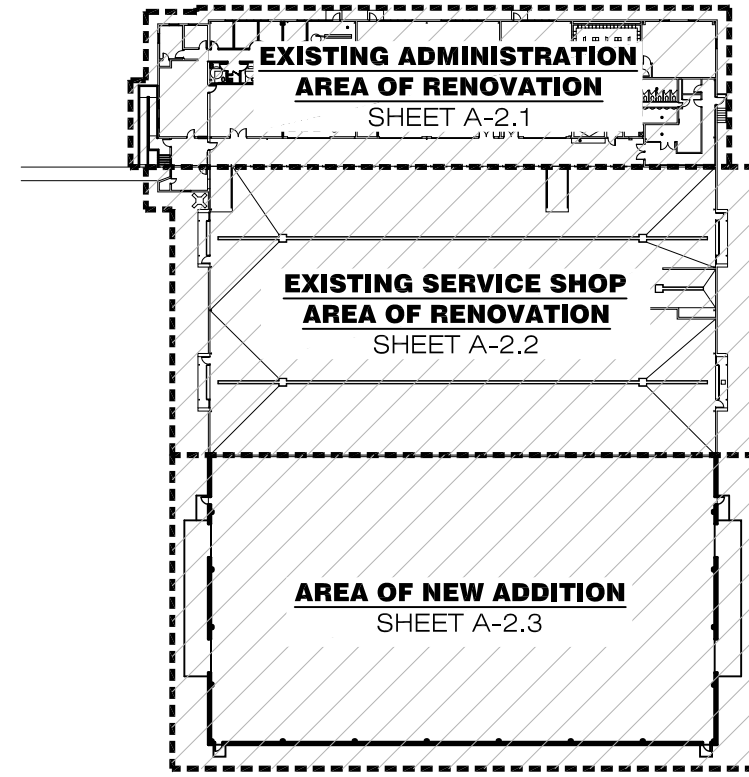 EXISTING ADMINISTRATION
AREA OF RENOVATION
SHEET A-2.1
EXISTING SERVICE SHOP
AREA OF RENOVATION
SHEET A-2.2
AREA OF NEW ADDITION
SHEET A-2.3